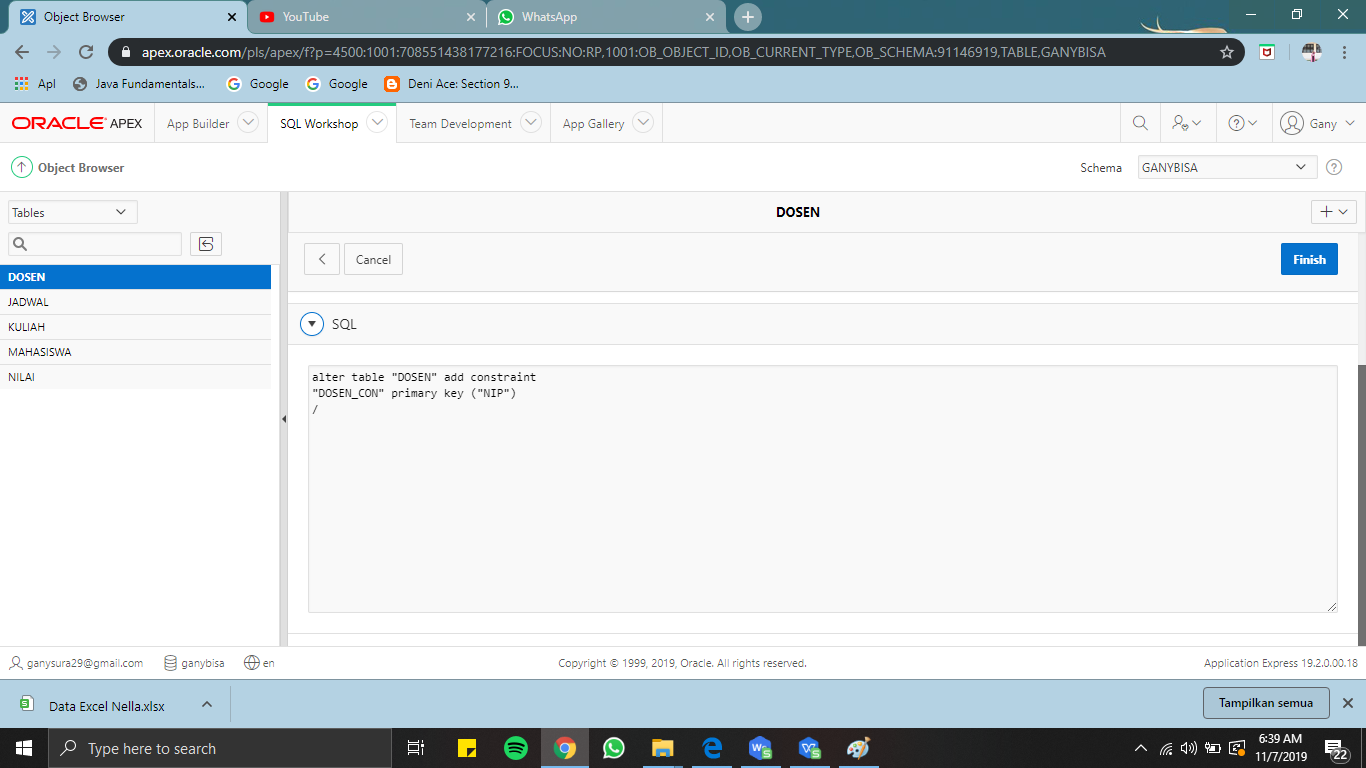 Object Browser
YouTube
WhatsApp
apex.oracle.com/pls/apex/f?p=4500:1001:708551438177216:FOCUS:NO:RP,1001:OB_OBJECT_ID,OB_CURRENT_TYPE,OB_SCHEMA:91146919,TABLE,GANYBISA
Apl
Java Fundamentals...
Google
Google
Deni Ace: Section 9...
ORACLE APEX
App Builder
SQL Workshop
Team Development
App Gallery
Gany
Object Browser
Schema
GANYBISA
Tables
DOSEN
Cancel
Finish
DOSEN
JADWAL
KULIAH
MAHASISWA
NILAI
SQL
alter table "DOSEN" add constraint
"DOSEN_CON" primary key ("NIP")
/
ganysura29@gmail.com
ganybisa
en
Copyright © 1999, 2019, Oracle. All rights reserved.
Application Express 19.2.0.00.18
Data Excel Nella.xlsx
Tampilkan semua
Type here to search
6:39 AM
11/7/2019
22